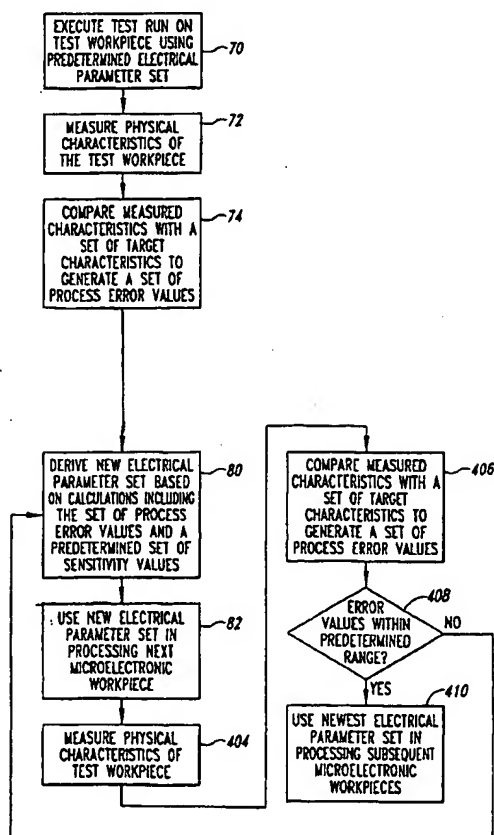 EXECUTE TEST RUN ON
TEST WORKPIECE USING
PREDETERMINED ELECTRICAL
PARAMETER SET
70
MEASURE PHYSICAL
CHARACTERISTICS OF
THE TEST WORKPIECE
72
COMPARE MEASURED
CHARACTERISTICS WITH A
SET OF TARGET
CHARACTERISTICS TO
GENERATE A SET OF
PROCESS ERROR VALUES
74
DERIVE NEW ELECTRICAL
PARAMETER SET BASED
ON CALCULATIONS INCLUDING
THE SET OF PROCESS
ERROR VALUES AND A
PREDETERMINED SET OF
SENSITIVITY VALUES
80
USE NEW ELECTRICAL
PARAMETER SET IN
PROCESSING NEXT
MICROELECTRONIC
WORKPIECE
82
MEASURE PHYSICAL
CHARACTERISTICS OF
TEST WORKPIECE
404
COMPARE MEASURED
CHARACTERISTICS WITH A
SET OF TARGET
CHARACTERISTICS TO
GENERATE A SET OF
PROCESS ERROR VALUES
406
ERROR
VALUES WITHIN
PREDETERMINED
RANGE?
408
NO
YES
410
USE NEWEST ELECTRICAL
PARAMETER SET IN
PROCESSING SUBSEQUENT
MICROELECTRONIC
WORKPIECES